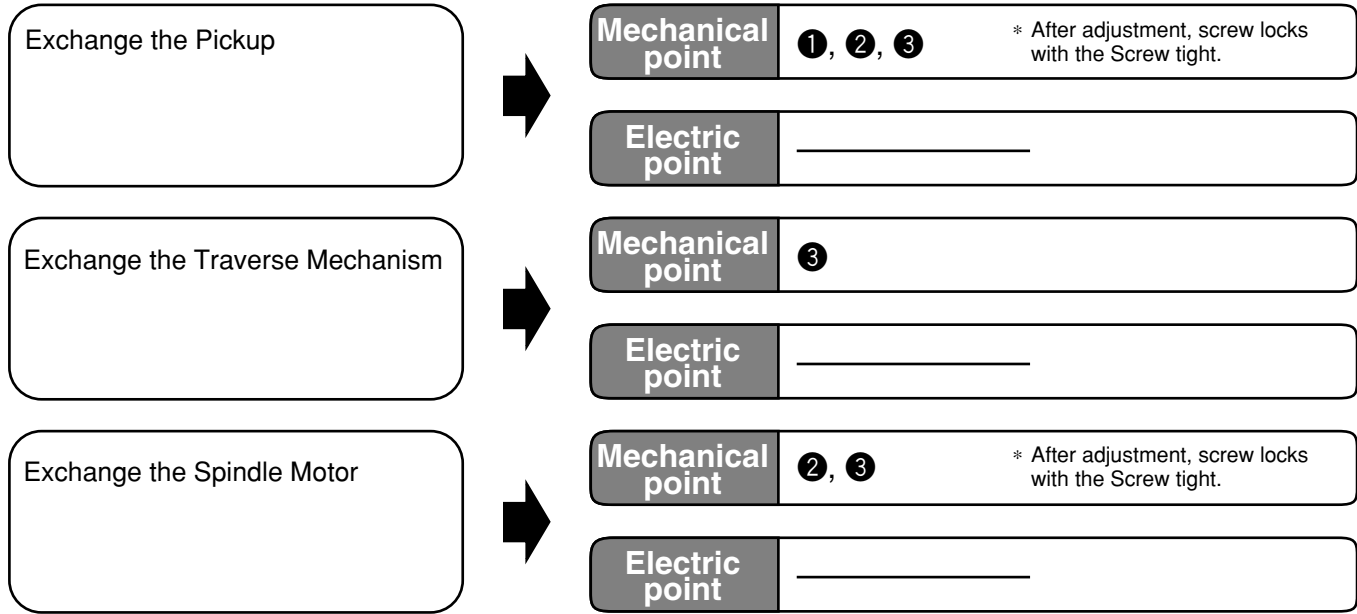 Exchange the Pickup
Mechanical
point
❶, ❷, ❸
* After adjustment, screw locks
with the Screw tight.
Electric
point
Exchange the Traverse Mechanism
Mechanical
point
❸
Electric
point
Exchange the Spindle Motor
Mechanical
point
❷, ❸
* After adjustment, screw locks
with the Screw tight.
Electric
point